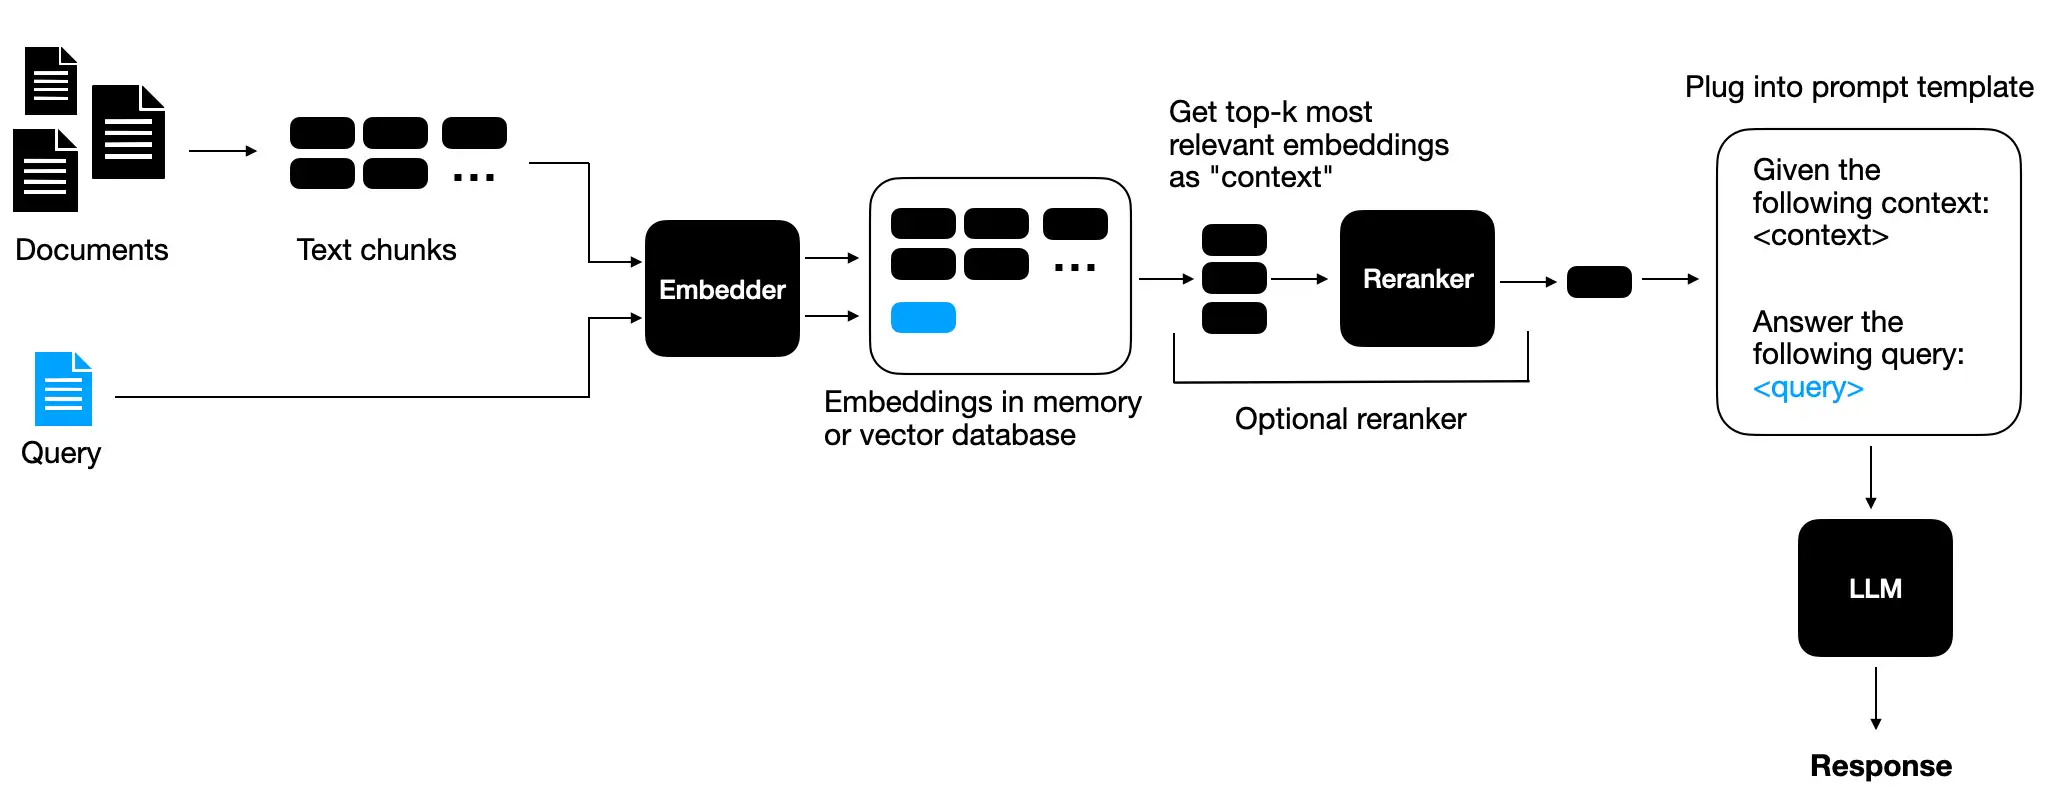 Documents
Text chunks
Query
Embedder
Embeddings in memory
or vector database
Get top-k most
relevant embeddings
as "context"
Reranker
Optional reranker
Plug into prompt template
Given the
following context:
<context>
Answer the
following query:
<query>
LLM
Response